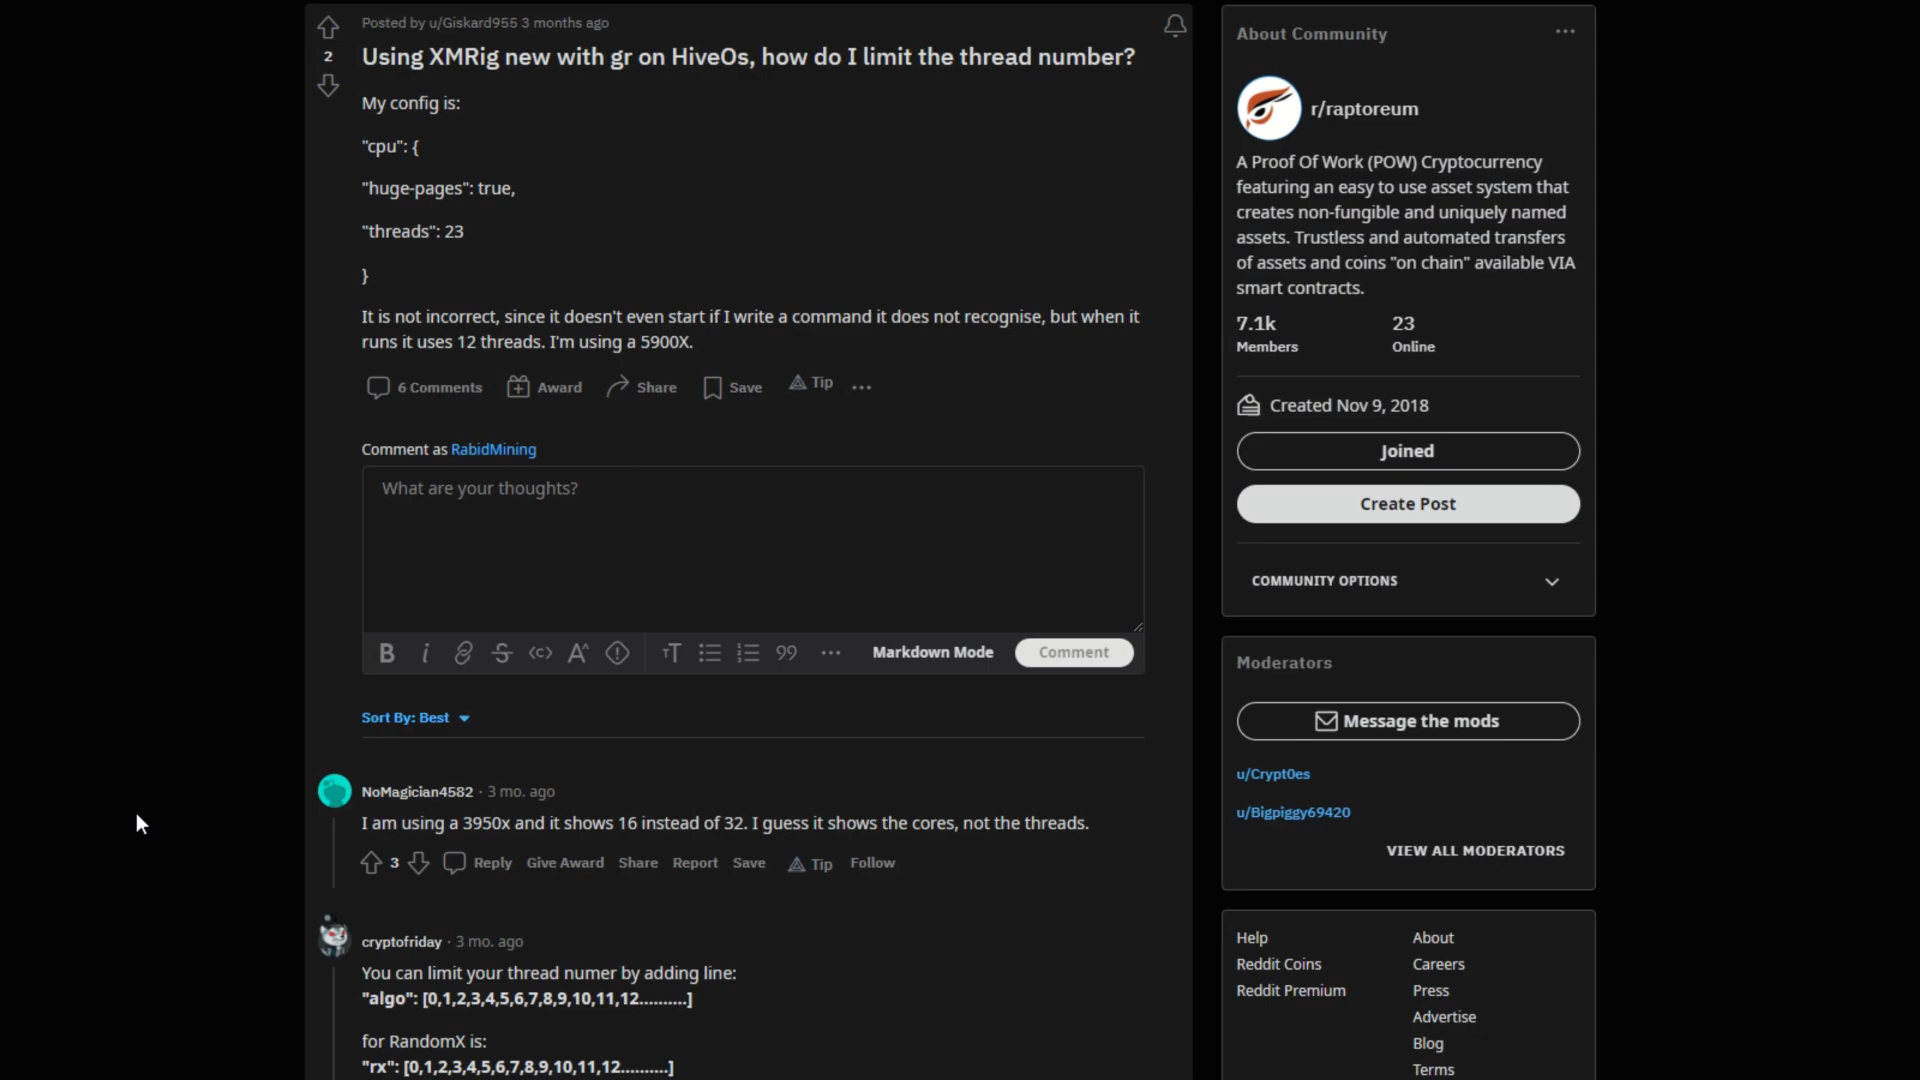 Posted by u/Giskard955 3 months ago
2
Using XMRig new with gr on HiveOs, how do I limit the thread number?
My config is:
"cpu": {
"huge-pages": true,
"threads": 23
}
It is not incorrect, since it doesn't even start if I write a command it does not recognise, but when it
runs it uses 12 threads. I'm using a 5900X.
6 Comments Award Share Save Tip ...
Comment as RabidMining
What are your thoughts?
B i S <c> A^ ! TT 99 ... Markdown Mode Comment
Sort By: Best
NoMagician4582 · 3 mo. ago
I am using a 3950x and it shows 16 instead of 32. I guess it shows the cores, not the threads.
3 Reply Give Award Share Report Save Tip Follow
cryptofriday · 3 mo. ago
You can limit your thread numer by adding line:
"algo": [0,1,2,3,4,5,6,7,8,9,10,11,12..........]
for RandomX is:
"rx": [0,1,2,3,4,5,6,7,8,9,10,11,12..........]
About Community ...
r/raptoreum
A Proof Of Work (POW) Cryptocurrency
featuring an easy to use asset system that
creates non-fungible and uniquely named
assets. Trustless and automated transfers
of assets and coins "on chain" available VIA
smart contracts.
7.1k 23
Members Online
Created Nov 9, 2018
Joined
Create Post
COMMUNITY OPTIONS
Moderators
Message the mods
u/Crypt0es
u/Bigpiggy69420
VIEW ALL MODERATORS
Help About
Reddit Coins Careers
Reddit Premium Press
Advertise
Blog
Terms